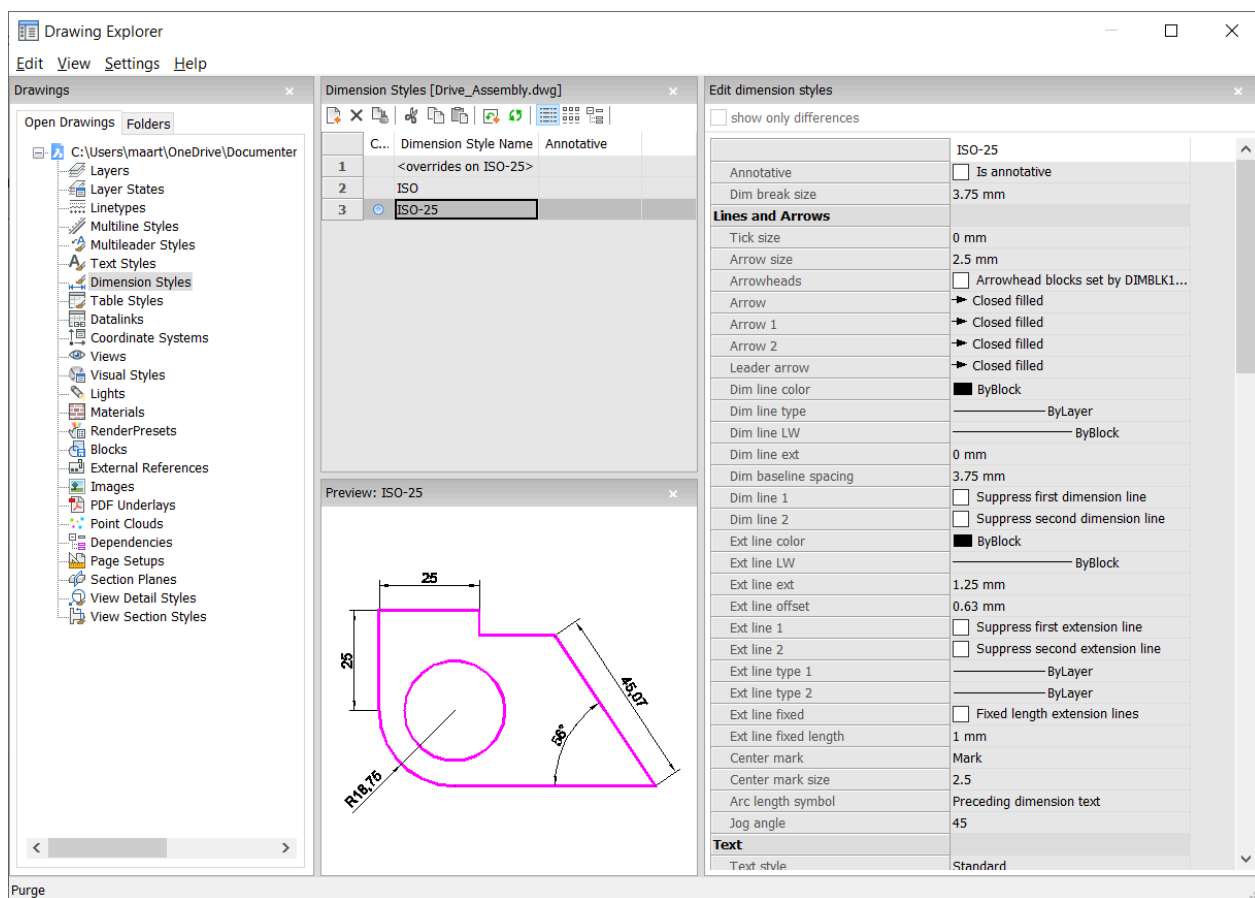 Drawing Explorer
Edit View Settings Help
Drawings
Open Drawings Folders
C:\Users\maart\OneDrive\Documenter
Layers
Layer States
Linetypes
Multiline Styles
Multileader Styles
Text Styles
Dimension Styles
Table Styles
Datalinks
Coordinate Systems
Views
Visual Styles
Lights
Materials
RenderPresets
Blocks
External References
Images
PDF Underlays
Point Clouds
Dependencies
Page Setups
Section Planes
View Detail Styles
View Section Styles
Dimension Styles [Drive_Assembly.dwg]
C... Dimension Style Name Annotative
1 <overrides on ISO-25>
2 ISO
3 ISO-25
Preview: ISO-25
25
25
45,07
56°
R18,75
Edit dimension styles
show only differences
ISO-25
Annotative Is annotative
Dim break size 3.75 mm
Lines and Arrows
Tick size 0 mm
Arrow size 2.5 mm
Arrowheads Arrowhead blocks set by DIMBLK1...
Arrow Closed filled
Arrow 1 Closed filled
Arrow 2 Closed filled
Leader arrow Closed filled
Dim line color ByBlock
Dim line type ByLayer
Dim line LW ByBlock
Dim line ext 0 mm
Dim baseline spacing 3.75 mm
Dim line 1 Suppress first dimension line
Dim line 2 Suppress second dimension line
Ext line color ByBlock
Ext line LW ByBlock
Ext line ext 1.25 mm
Ext line offset 0.63 mm
Ext line 1 Suppress first extension line
Ext line 2 Suppress second extension line
Ext line type 1 ByLayer
Ext line type 2 ByLayer
Ext line fixed Fixed length extension lines
Ext line fixed length 1 mm
Center mark Mark
Center mark size 2.5
Arc length symbol Preceding dimension text
Jog angle 45
Text
Text style Standard
Purge